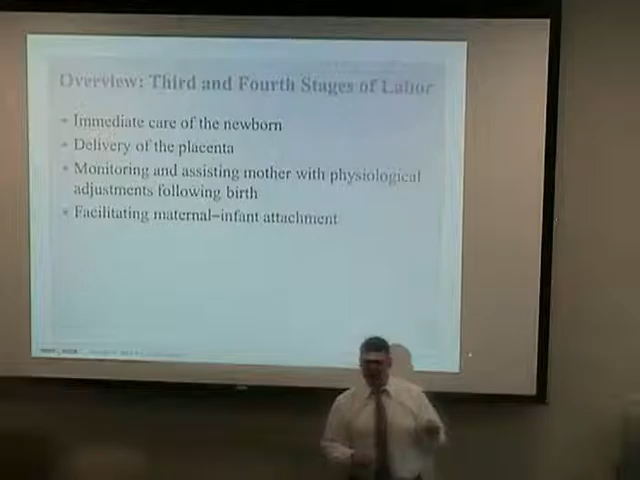 Overview: Third and Fourth Stages of Labor
• Immediate care of the newborn
• Delivery of the placenta
• Monitoring and assisting mother with physiological
adjustments following birth
• Facilitating maternal–infant attachment